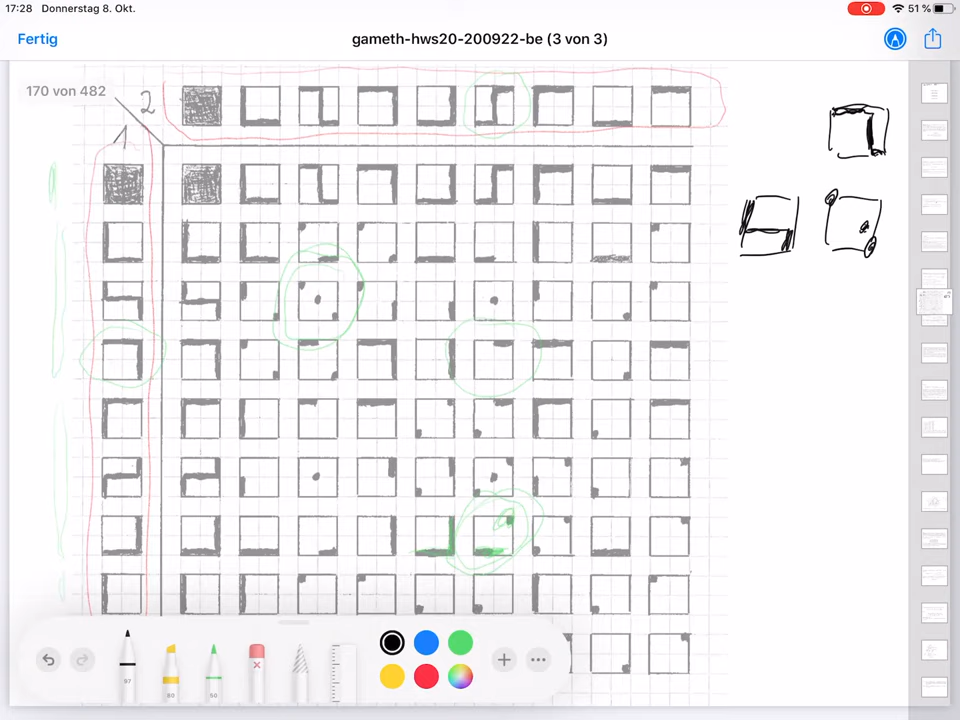 17:28 Donnerstag 8. Okt. 51 %
Fertig gameth-hws20-200922-be (3 von 3)
170 von 482
2
1
97 80 50